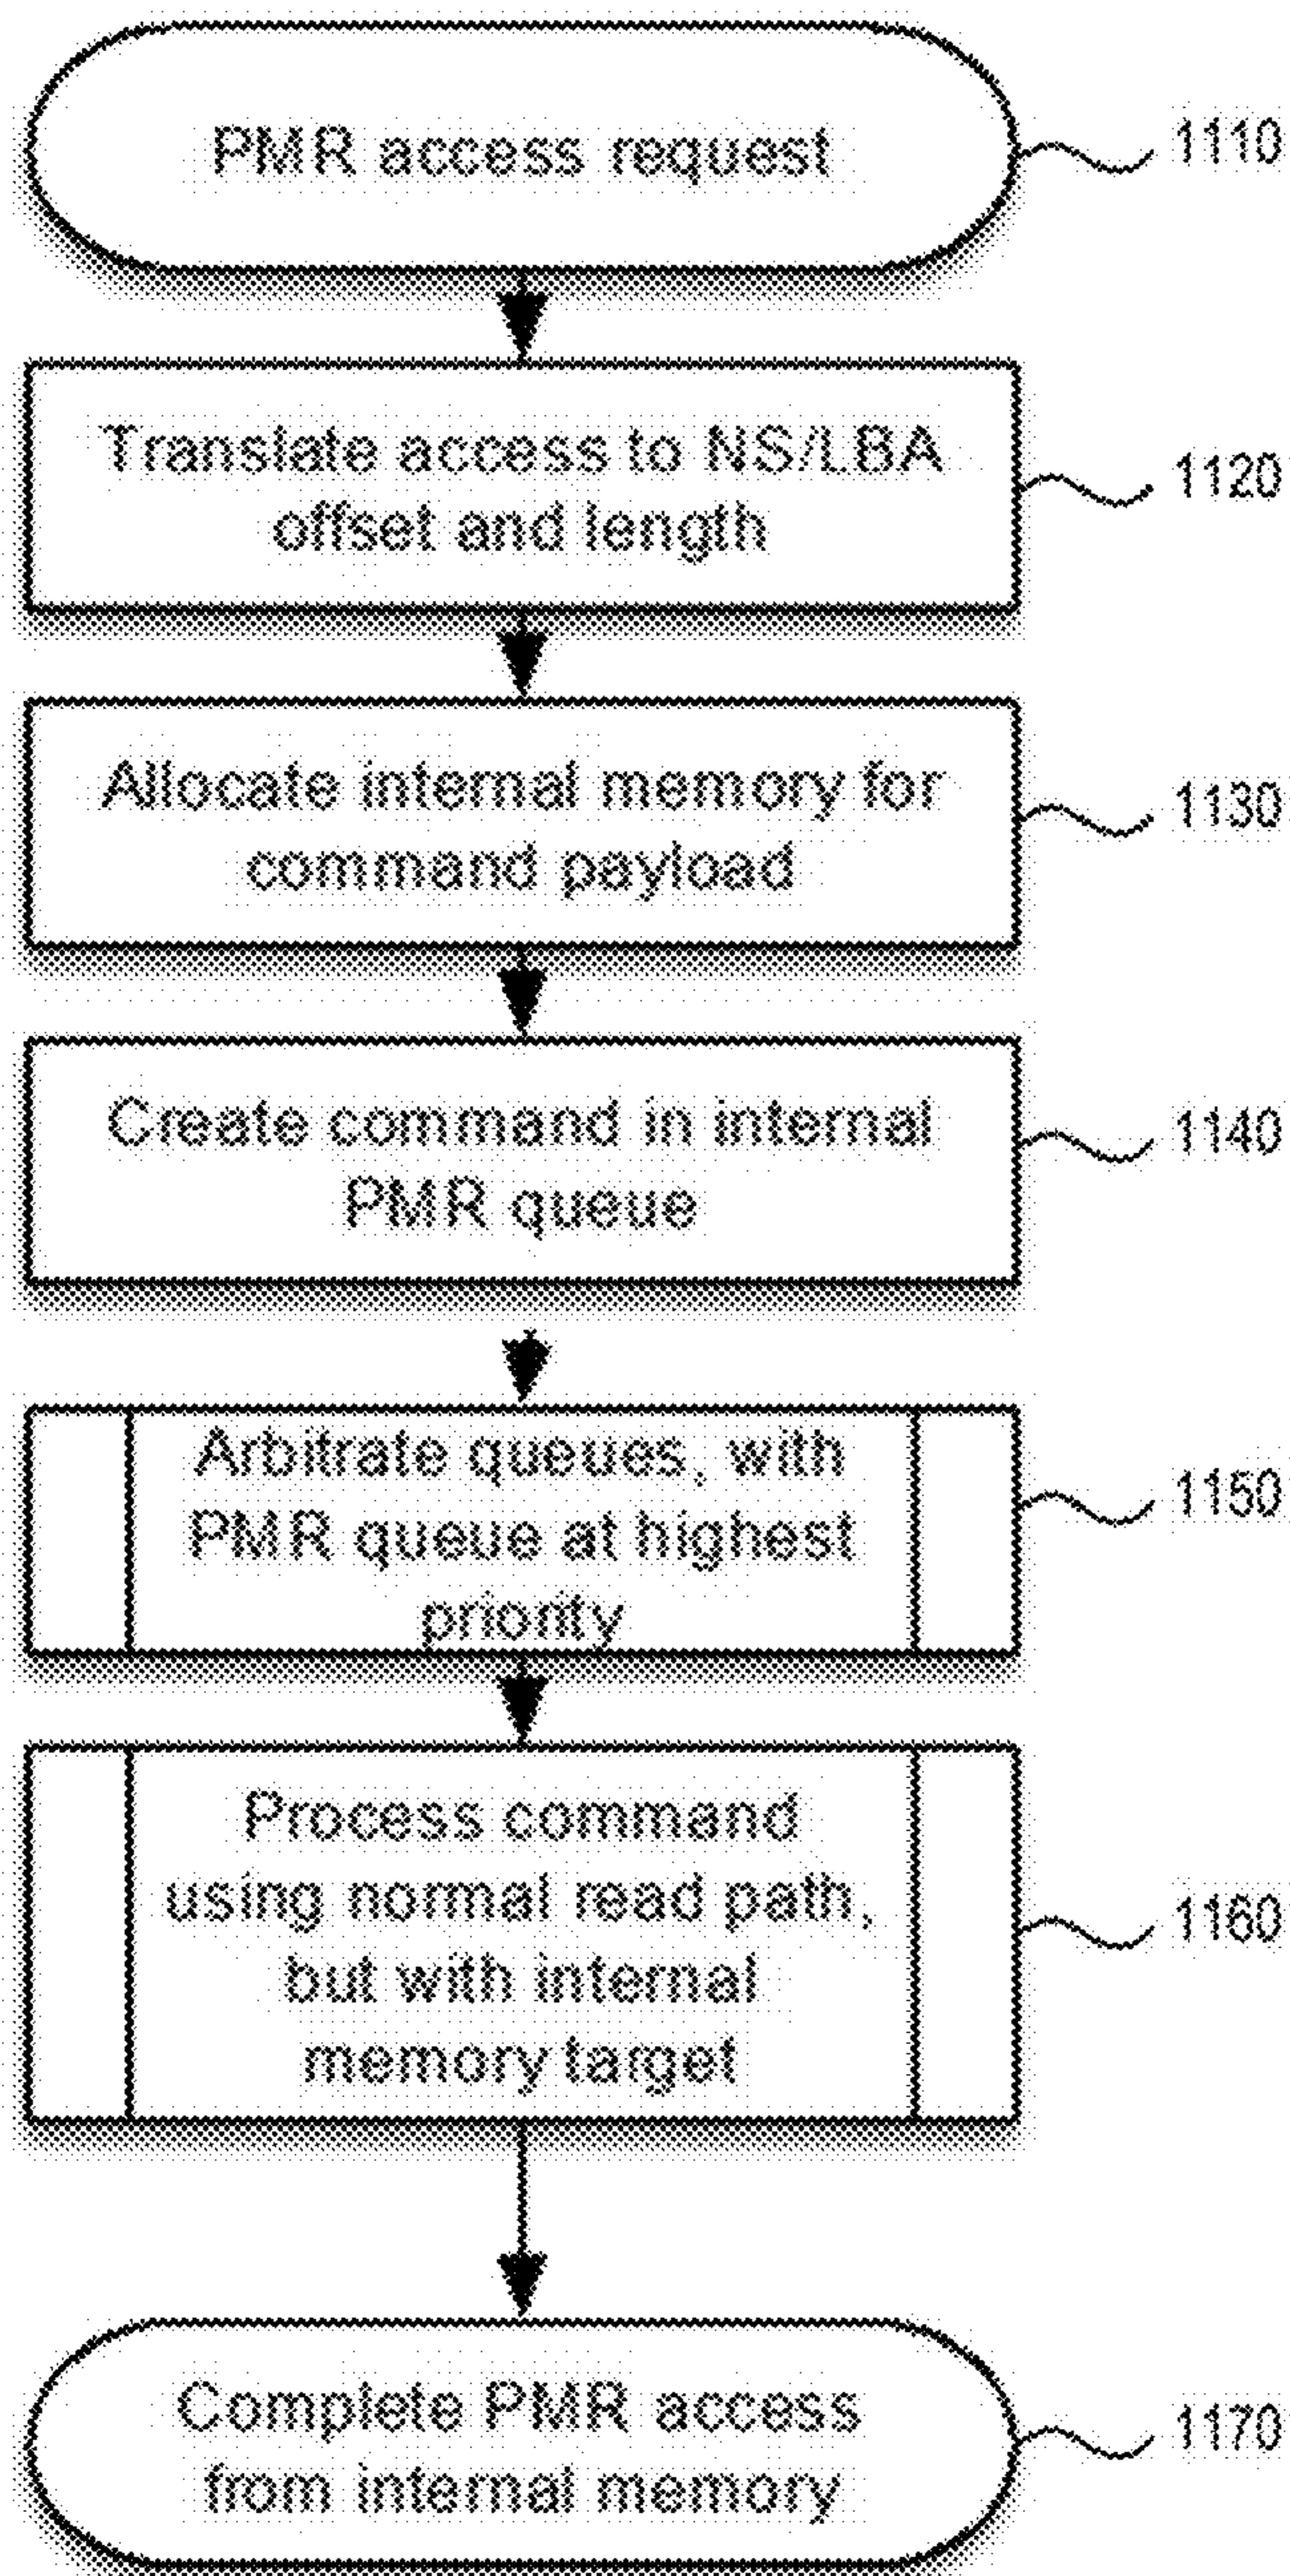 PMR access request
1110
Translate access to NS/LBA
offset and length
1120
Allocate internal memory for
command payload
1130
Create command in internal
PMR queue
1140
Arbitrate queues, with
PMR queue at highest
priority
1150
Process command
using normal read path,
but with internal
memory target
1160
Complete PMR access
from internal memory
1170